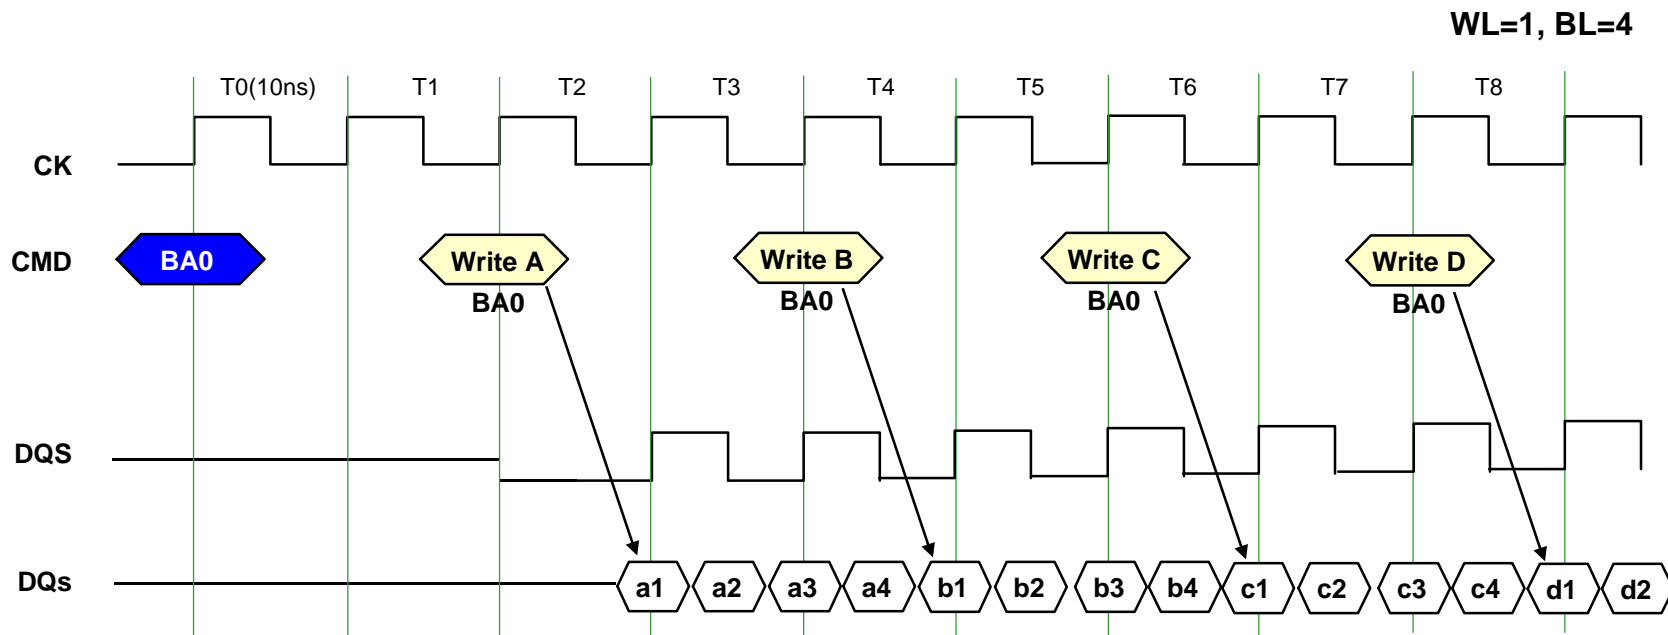 WL=1, BL=4
T0(10ns) T1 T2 T3 T4 T5 T6 T7 T8
CK
CMD BA0 Write A Write B Write C Write D
BA0 BA0 BA0 BA0
DQS
DQs a1 a2 a3 a4 b1 b2 b3 b4 c1 c2 c3 c4 d1 d2